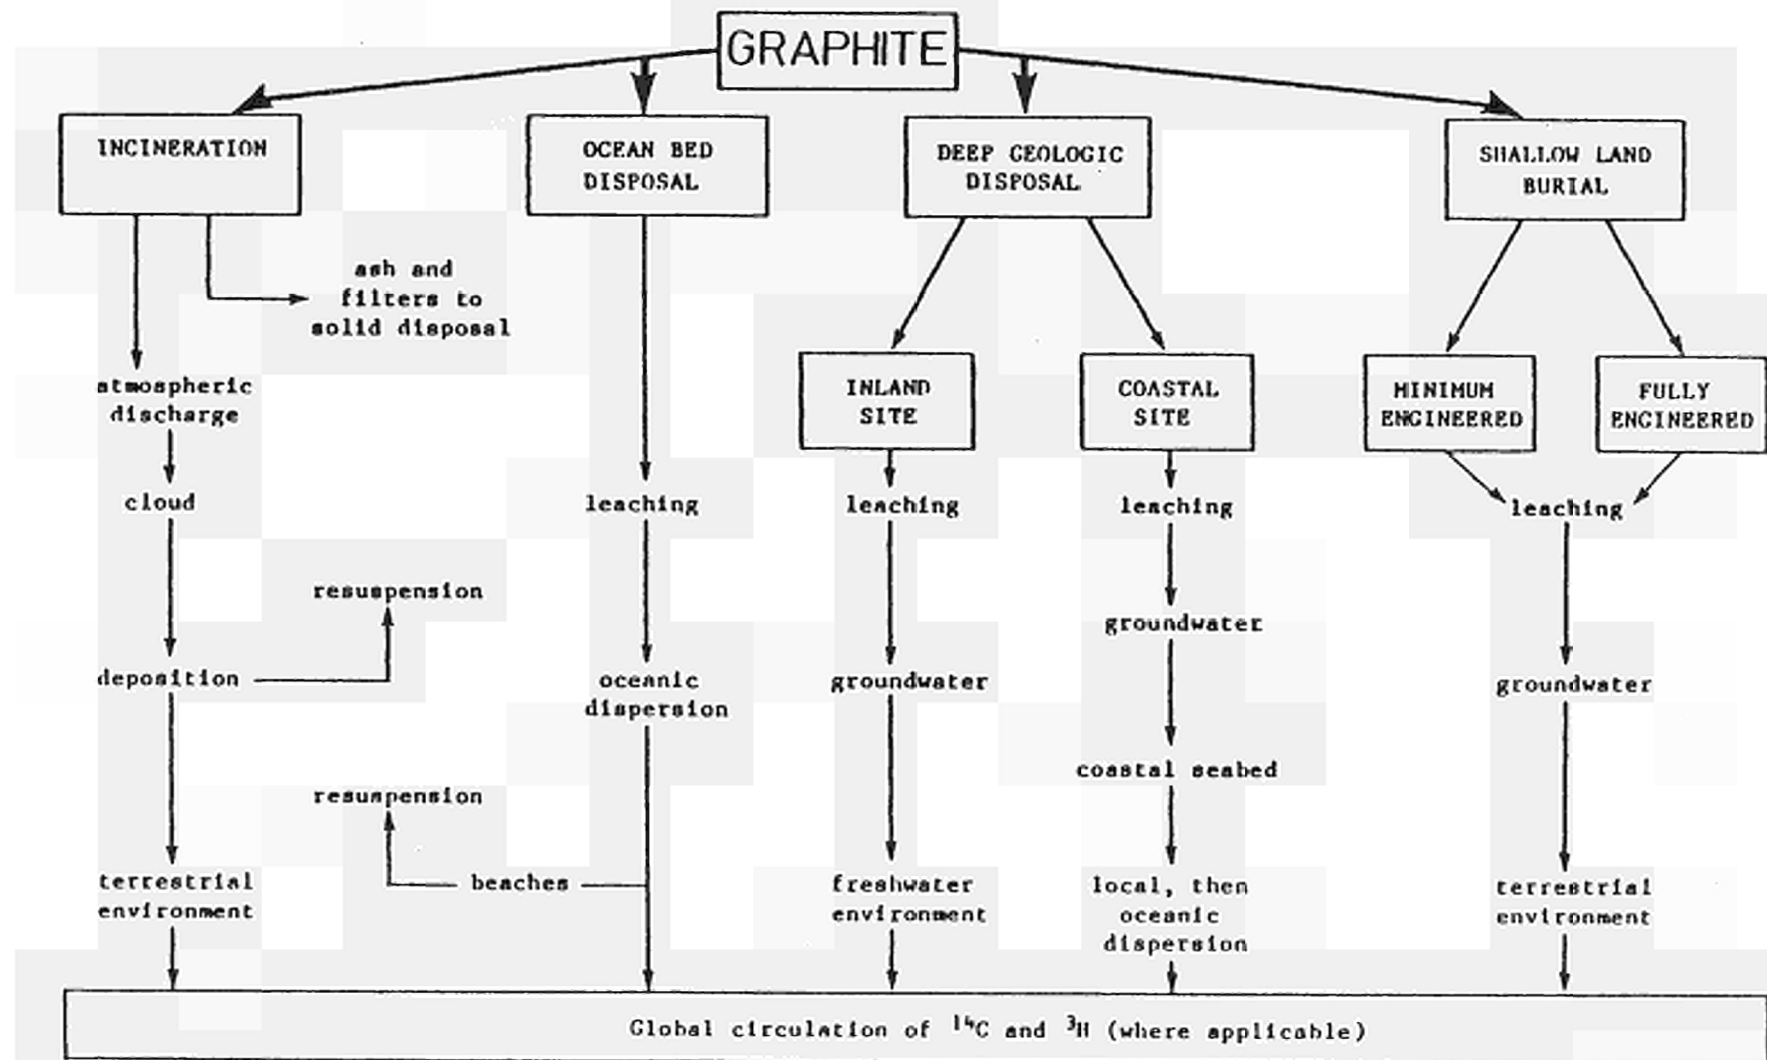 GRAPHITE
INCINERATION
OCEAN BED
DISPOSAL
DEEP GEOLOGIC
DISPOSAL
SHALLOW LAND
BURIAL
ash and
filters to
solid disposal
atmospheric
discharge
INLAND
SITE
COASTAL
SITE
MINIMUM
ENGINEERED
FULLY
ENGINEERED
cloud
leaching
leaching
leaching
leaching
resuspension
groundwater
deposition
oceanic
dispersion
groundwater
groundwater
coastal seabed
resuspension
terrestrial
environment
beaches
freshwater
environment
local, then
oceanic
dispersion
terrestrial
environment
Global circulation of ¹⁴C and ³H (where applicable)